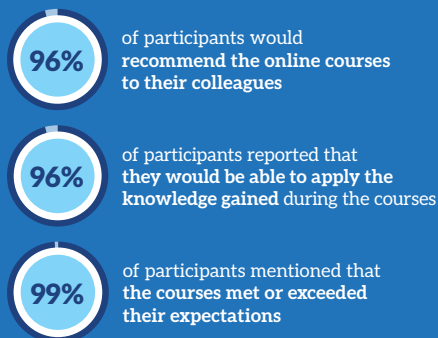 96%
of participants would
recommend the online courses
to their colleagues
96%
of participants reported that
they would be able to apply the
knowledge gained during the courses
99%
of participants mentioned that
the courses met or exceeded
their expectations